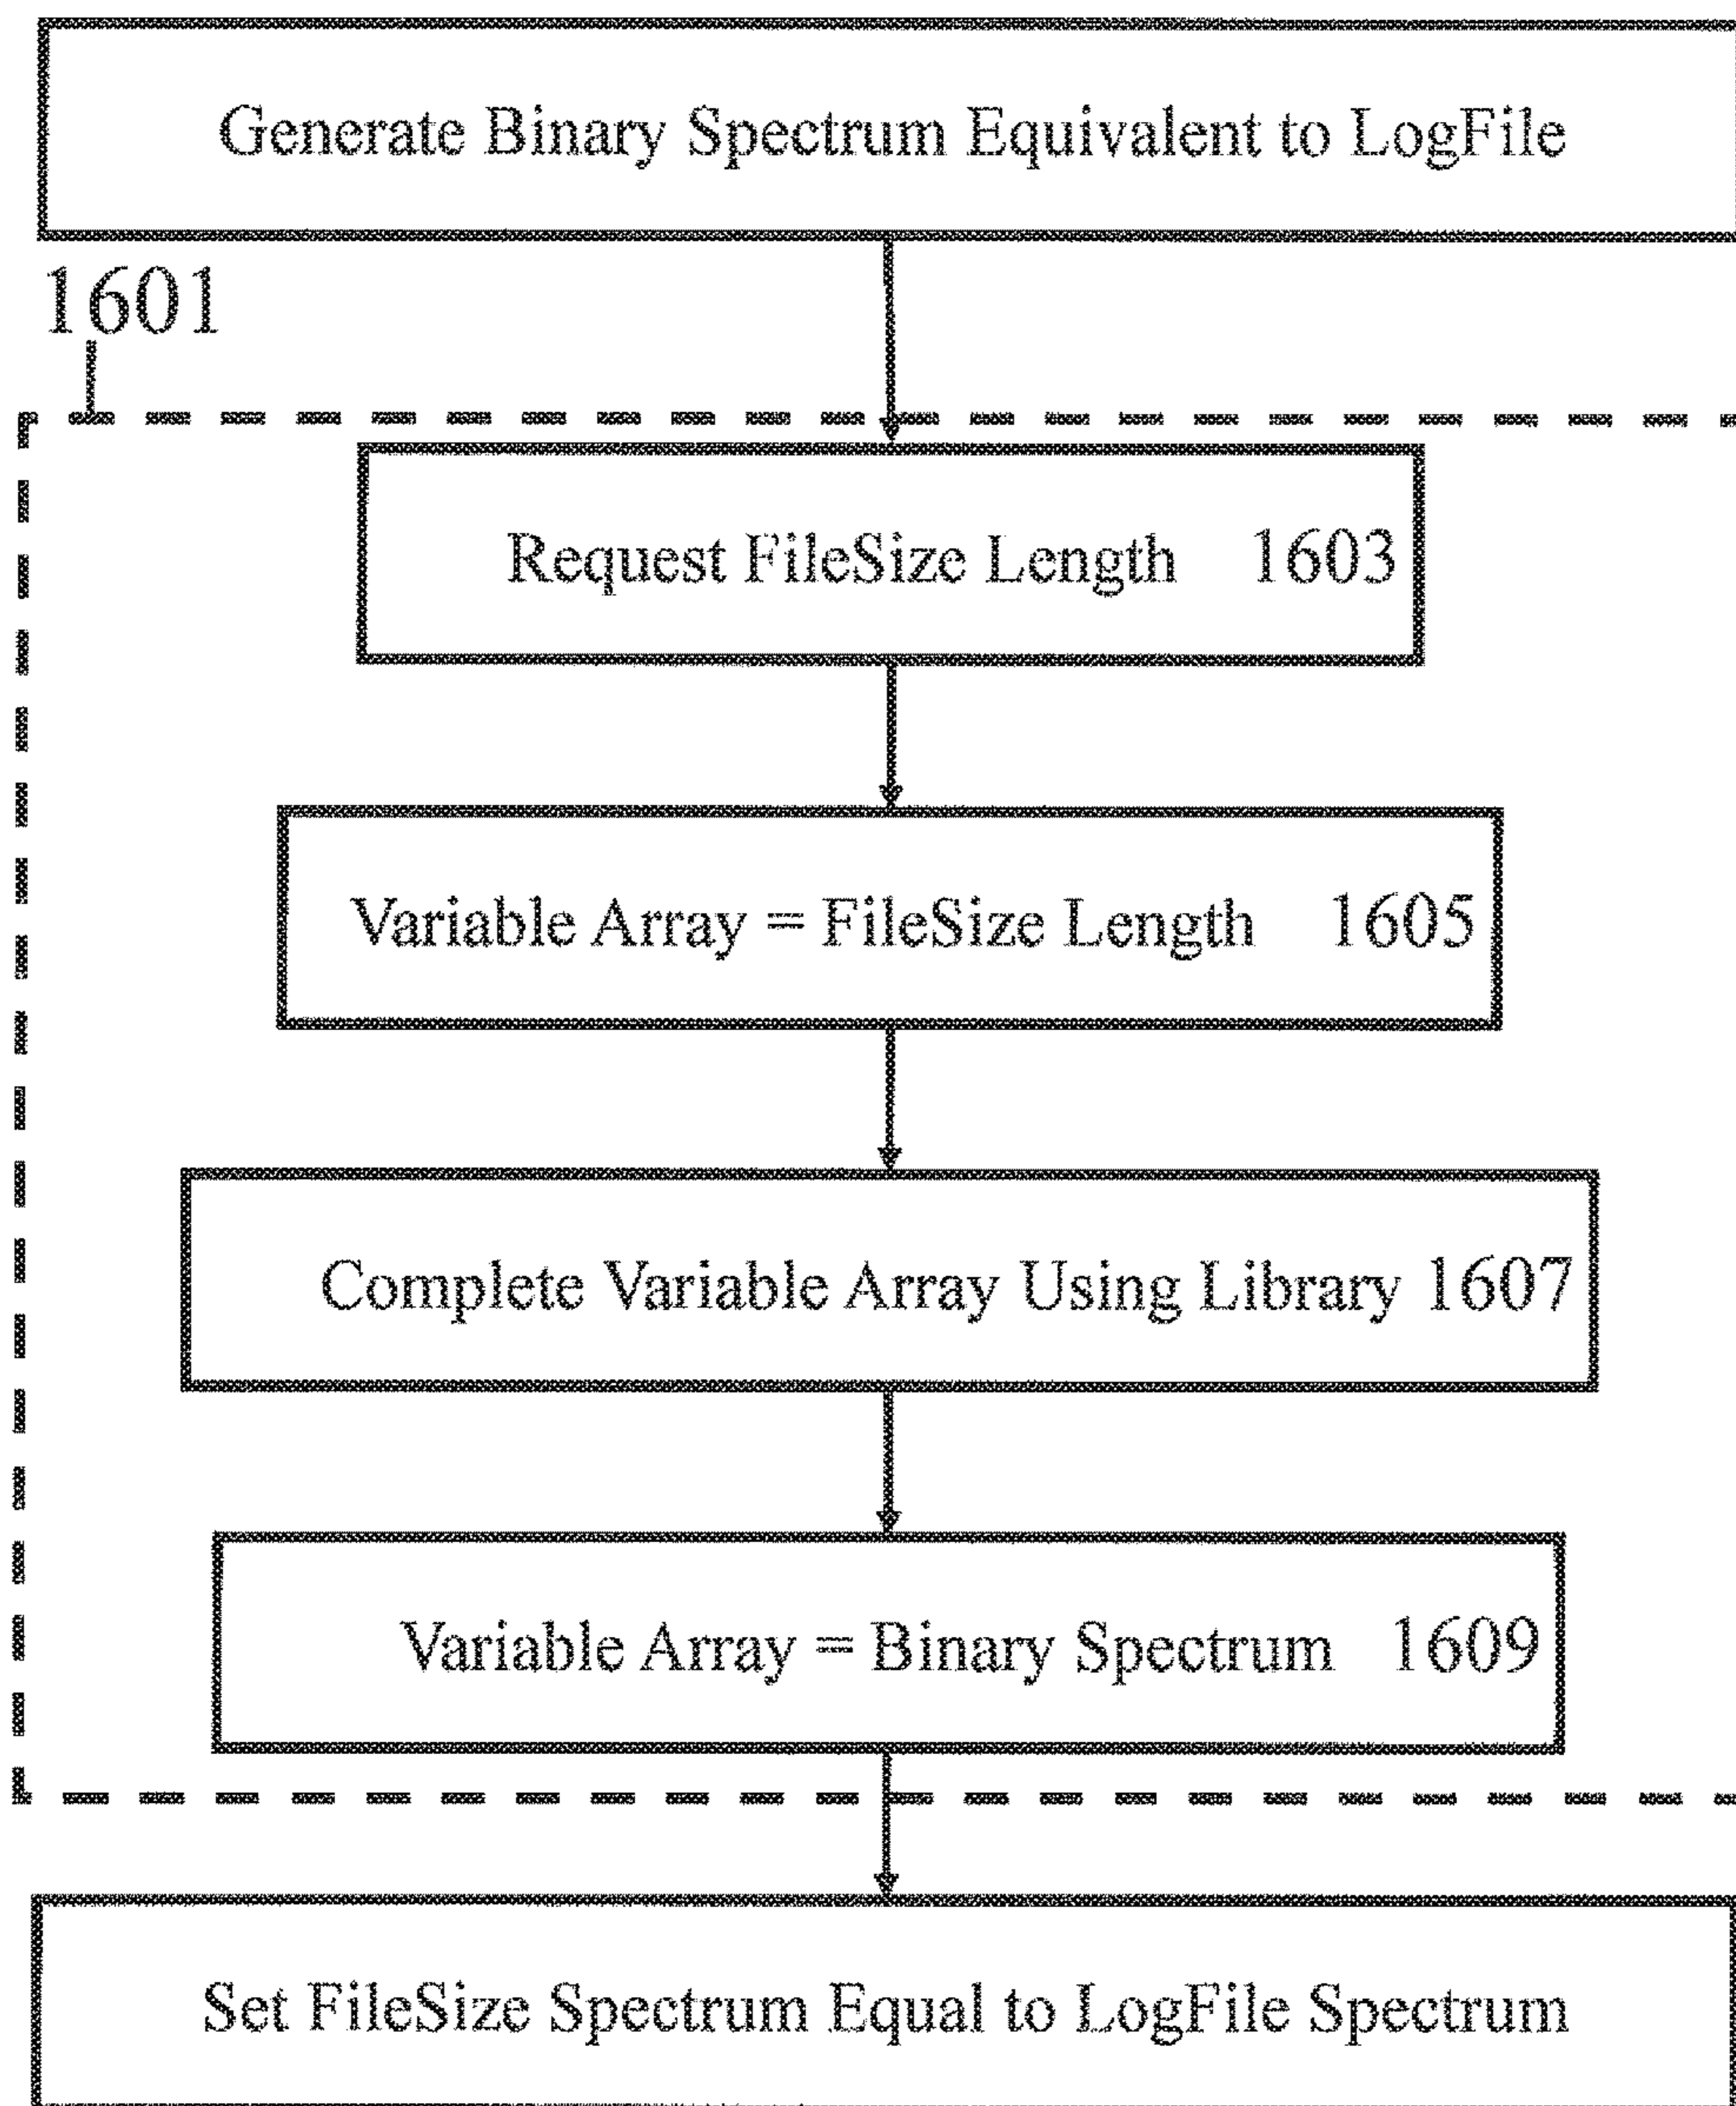 Generate Binary Spectrum Equivalent to LogFile
1601
Request FileSize Length 1603
Variable Array = FileSize Length 1605
Complete Variable Array Using Library 1607
Variable Array = Binary Spectrum 1609
Set FileSize Spectrum Equal to LogFile Spectrum